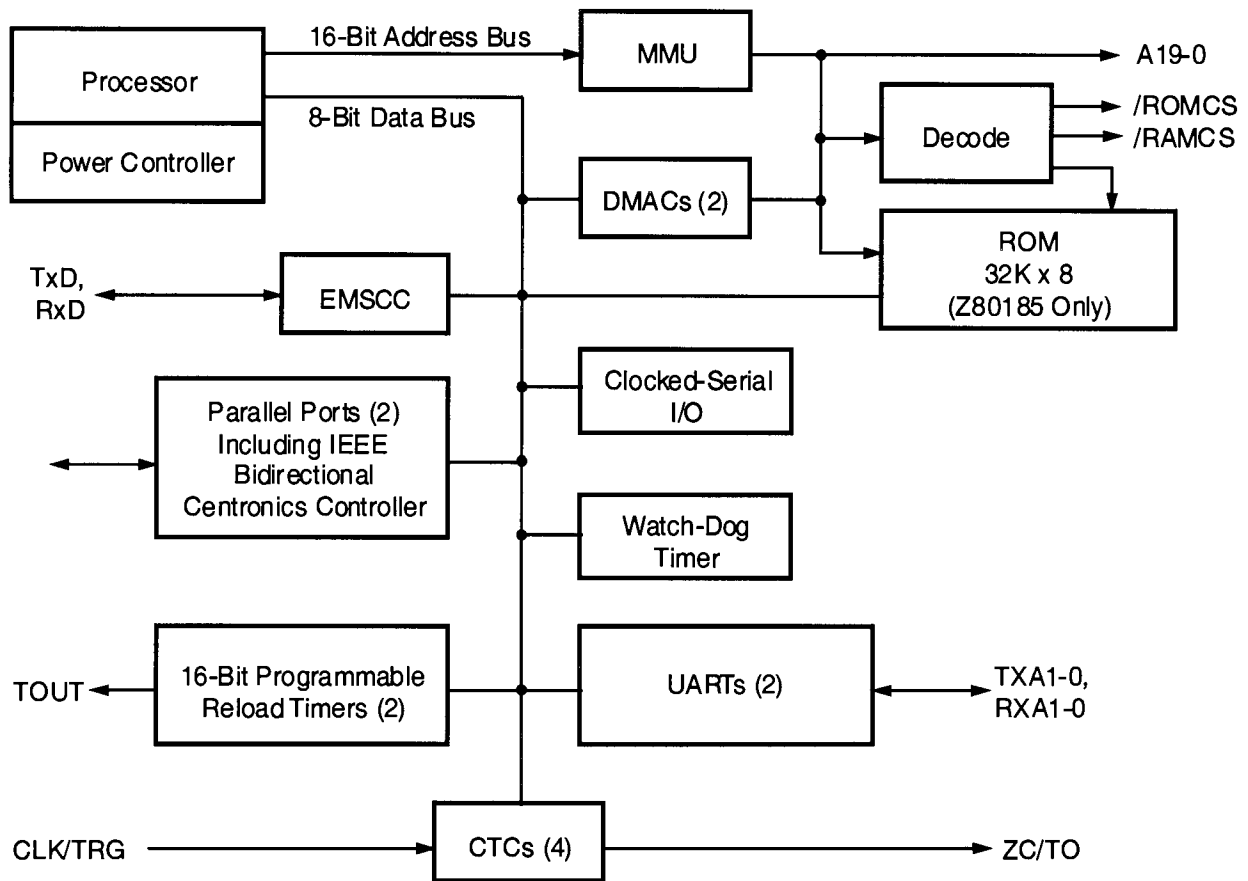 16-Bit Address Bus
MMU
A19-0
Processor
/ROMCS
8-Bit Data Bus
Decode
/RAMCS
Power Controller
DMACs (2)
ROM
32K x 8
(Z80185 Only)
TxD,
RxD
EMSCC
Clocked-Serial
I/O
Parallel Ports (2)
Including IEEE
Bidirectional
Centronics Controller
Watch-Dog
Timer
TOUT
16-Bit Programmable
Reload Timers (2)
UARTs (2)
TXA1-0,
RXA1-0
CLK/TRG
CTCs (4)
ZC/TO